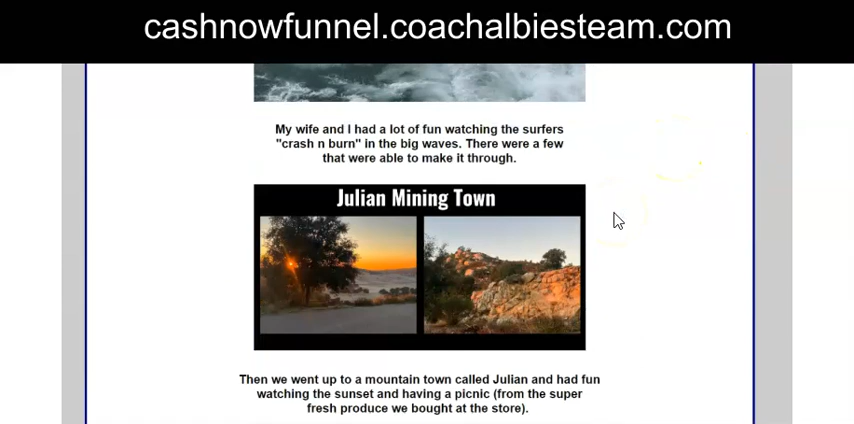 cashnowfunnel.coachalbiesteam.com
My wife and I had a lot of fun watching the surfers
"crash n burn" in the big waves. There were a few
that were able to make it through.
Julian Mining Town
Then we went up to a mountain town called Julian and had fun
watching the sunset and having a picnic (from the super
fresh produce we bought at the store).